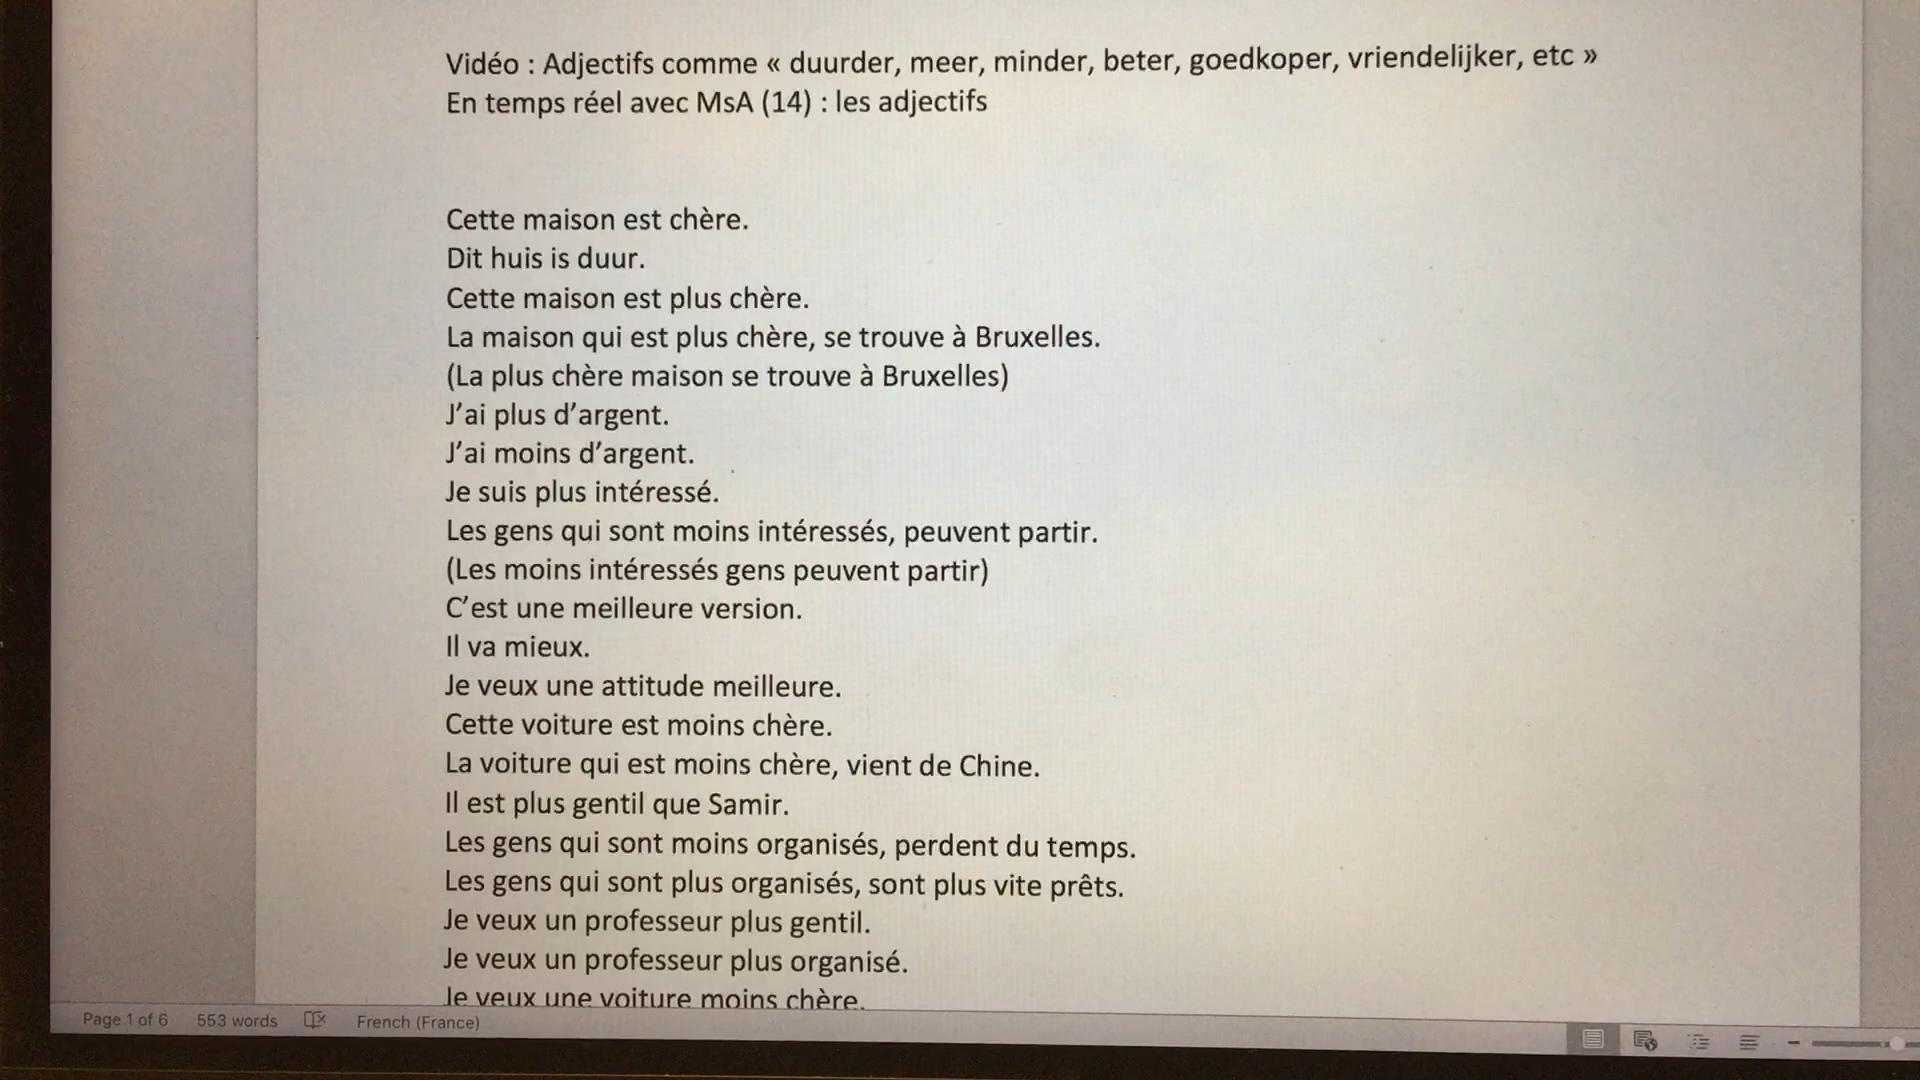 Vidéo : Adjectifs comme « duurder, meer, minder, beter, goedkoper, vriendelijker, etc »
En temps réel avec MsA (14) : les adjectifs
Cette maison est chère.
Dit huis is duur.
Cette maison est plus chère.
La maison qui est plus chère, se trouve à Bruxelles.
(La plus chère maison se trouve à Bruxelles)
J’ai plus d’argent.
J’ai moins d’argent.
Je suis plus intéressé.
Les gens qui sont moins intéressés, peuvent partir.
(Les moins intéressés gens peuvent partir)
C’est une meilleure version.
Il va mieux.
Je veux une attitude meilleure.
Cette voiture est moins chère.
La voiture qui est moins chère, vient de Chine.
Il est plus gentil que Samir.
Les gens qui sont moins organisés, perdent du temps.
Les gens qui sont plus organisés, sont plus vite prêts.
Je veux un professeur plus gentil.
Je veux un professeur plus organisé.
Je veux une voiture moins chère.
Page 1 of 6 553 words French (France)